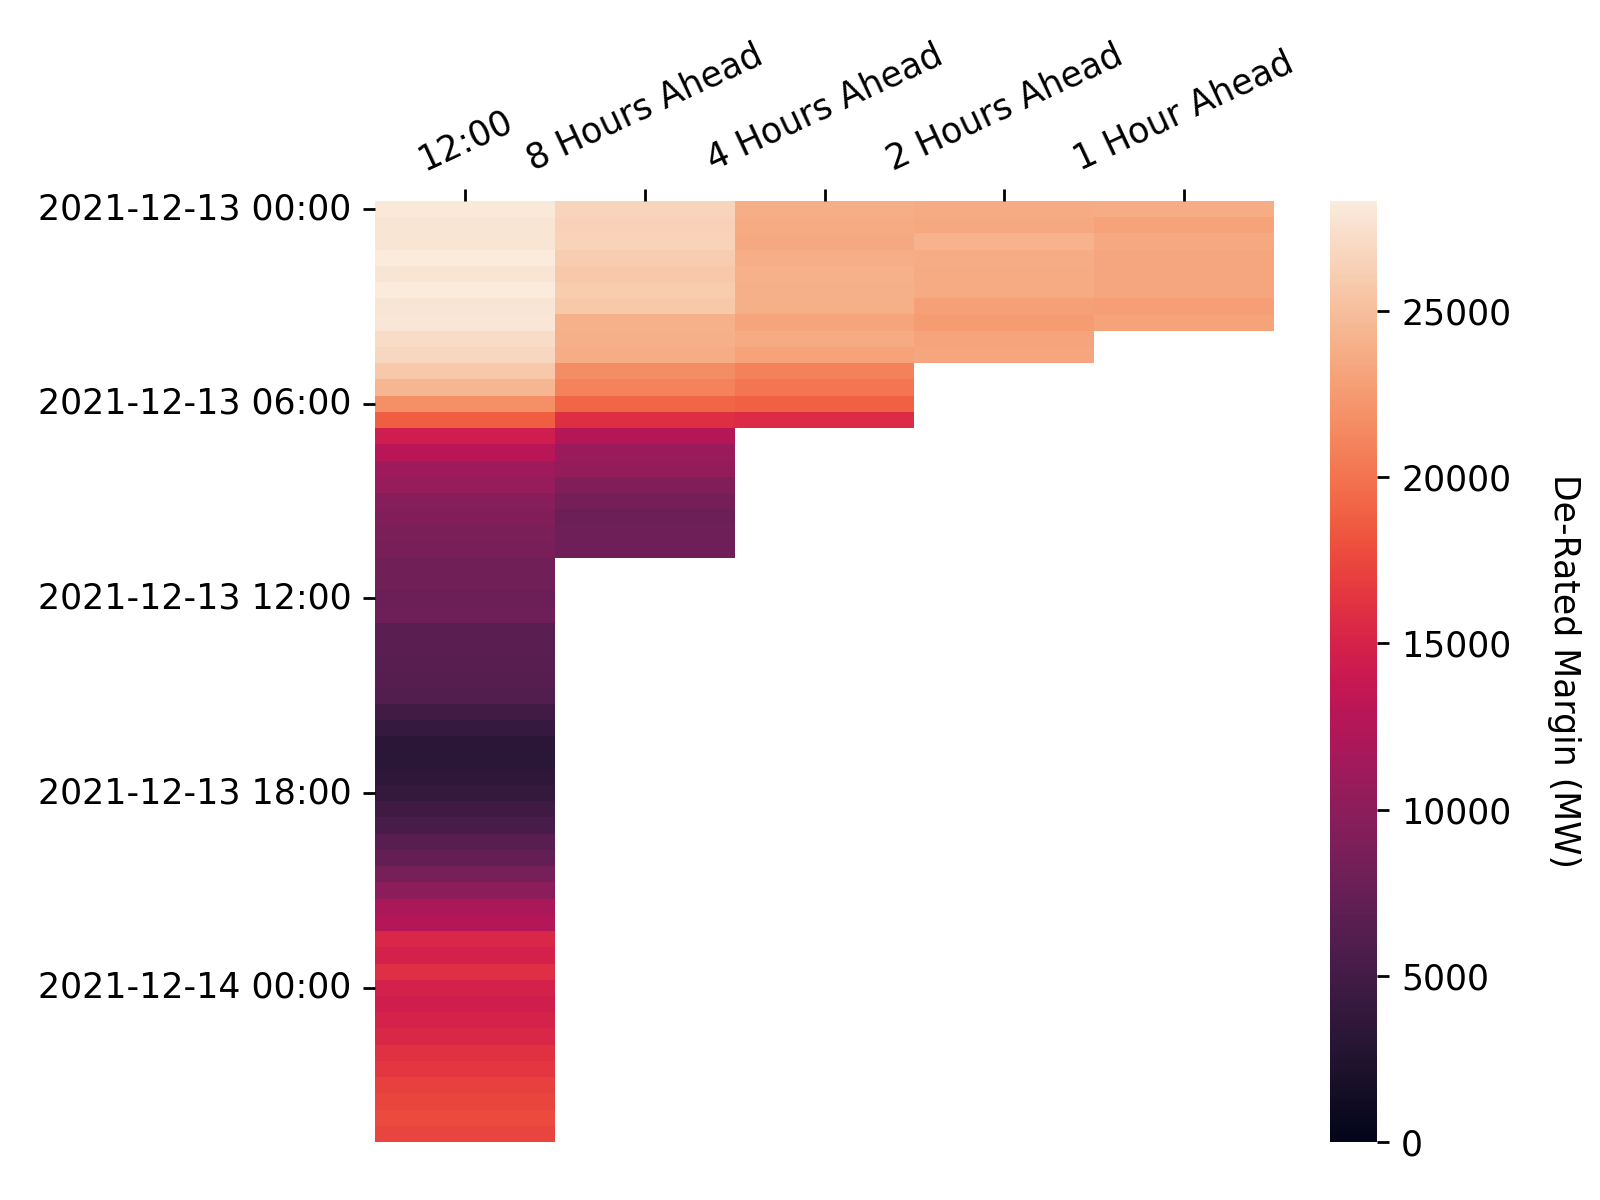 12:00
8 Hours Ahead
4 Hours Ahead
2 Hours Ahead
1 Hour Ahead
2021-12-13 00:00
2021-12-13 06:00
2021-12-13 12:00
2021-12-13 18:00
2021-12-14 00:00
25000
20000
15000
10000
5000
0
De-Rated Margin (MW)